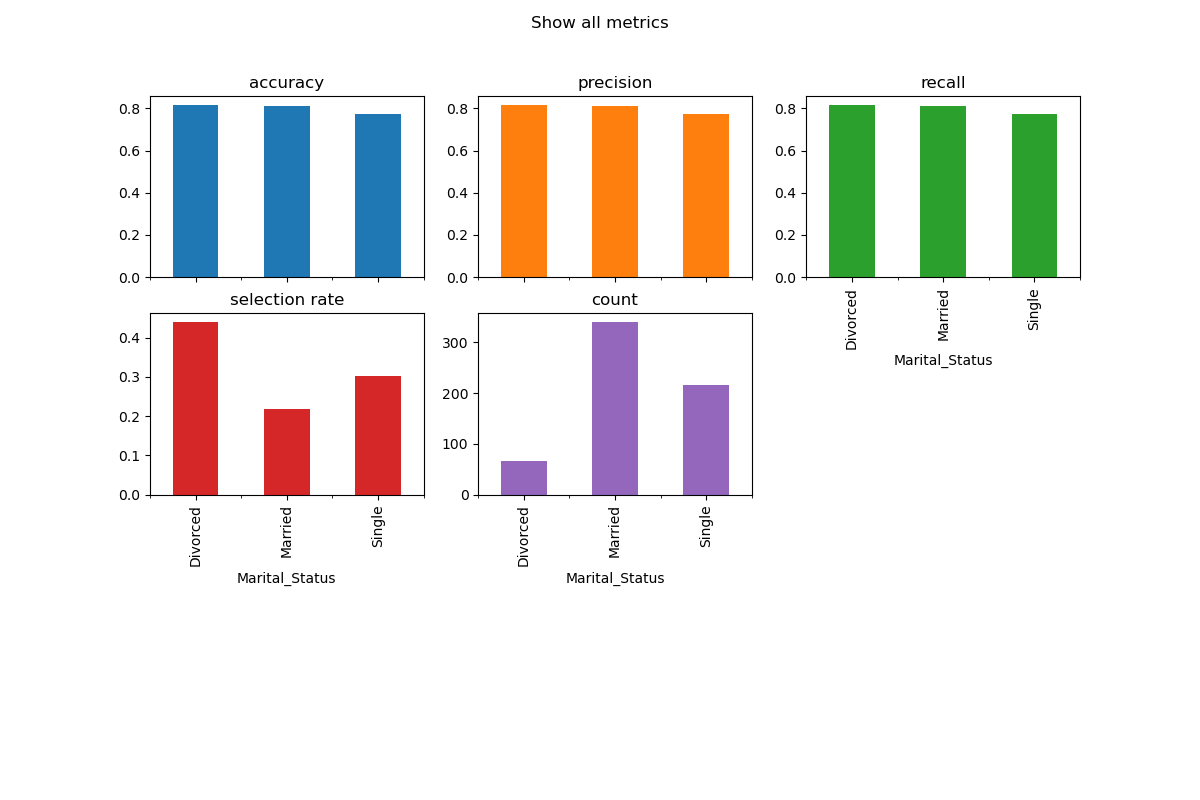 Show all metrics
accuracy
0.8
0.6
0.4
0.2
0.0
precision
0.8
0.6
0.4
0.2
0.0
recall
0.8
0.6
0.4
0.2
0.0
Divorced
Married
Single
Marital_Status
selection rate
0.4
0.3
0.2
0.1
0.0
Divorced
Married
Single
Marital_Status
count
300
200
100
0
Divorced
Married
Single
Marital_Status